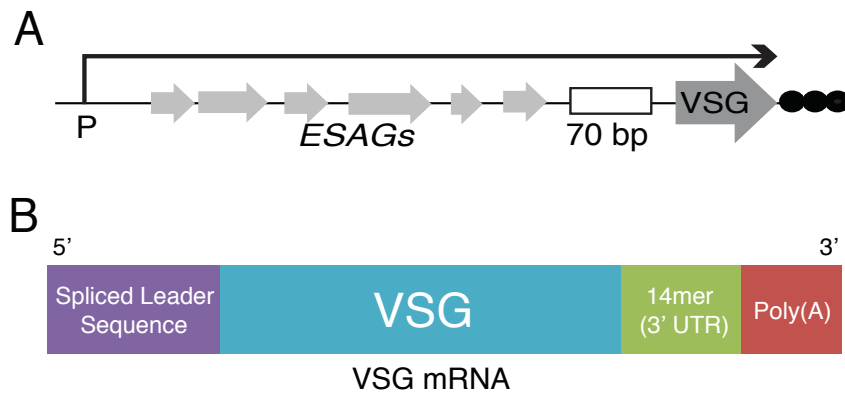 A
P
ESAGs
70 bp
VSG
B
5’
3’
Spliced Leader
Sequence
VSG
14mer
(3’ UTR)
Poly(A)
VSG mRNA